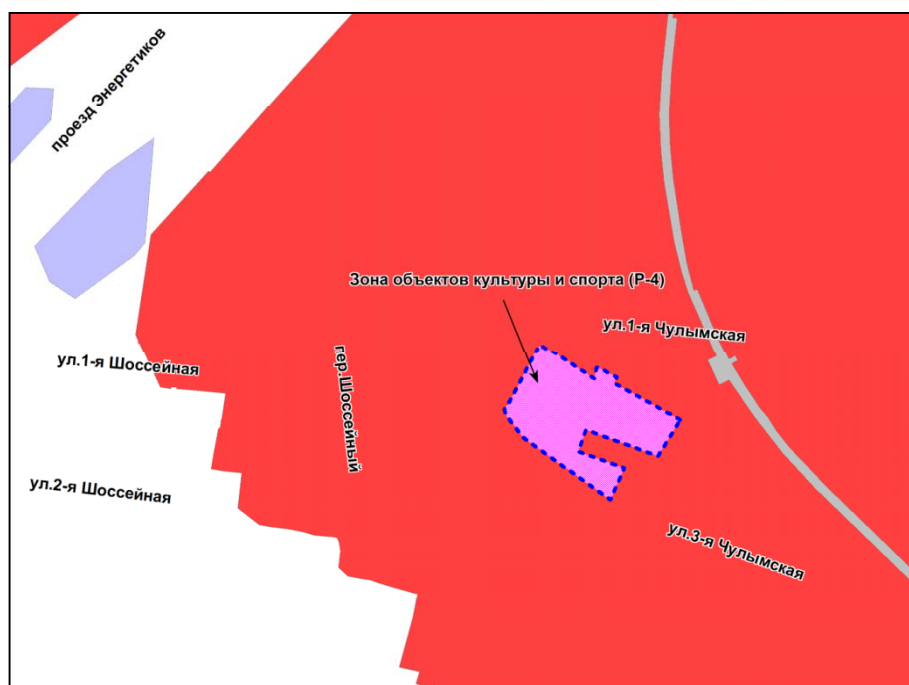 проезд Энергетиков
Зона объектов культуры и спорта (Р-4)
ул.1-я Чулымская
ул.1-я Шоссейная
гер.Шоссейный
ул.2-я Шоссейная
ул.3-я Чулымская